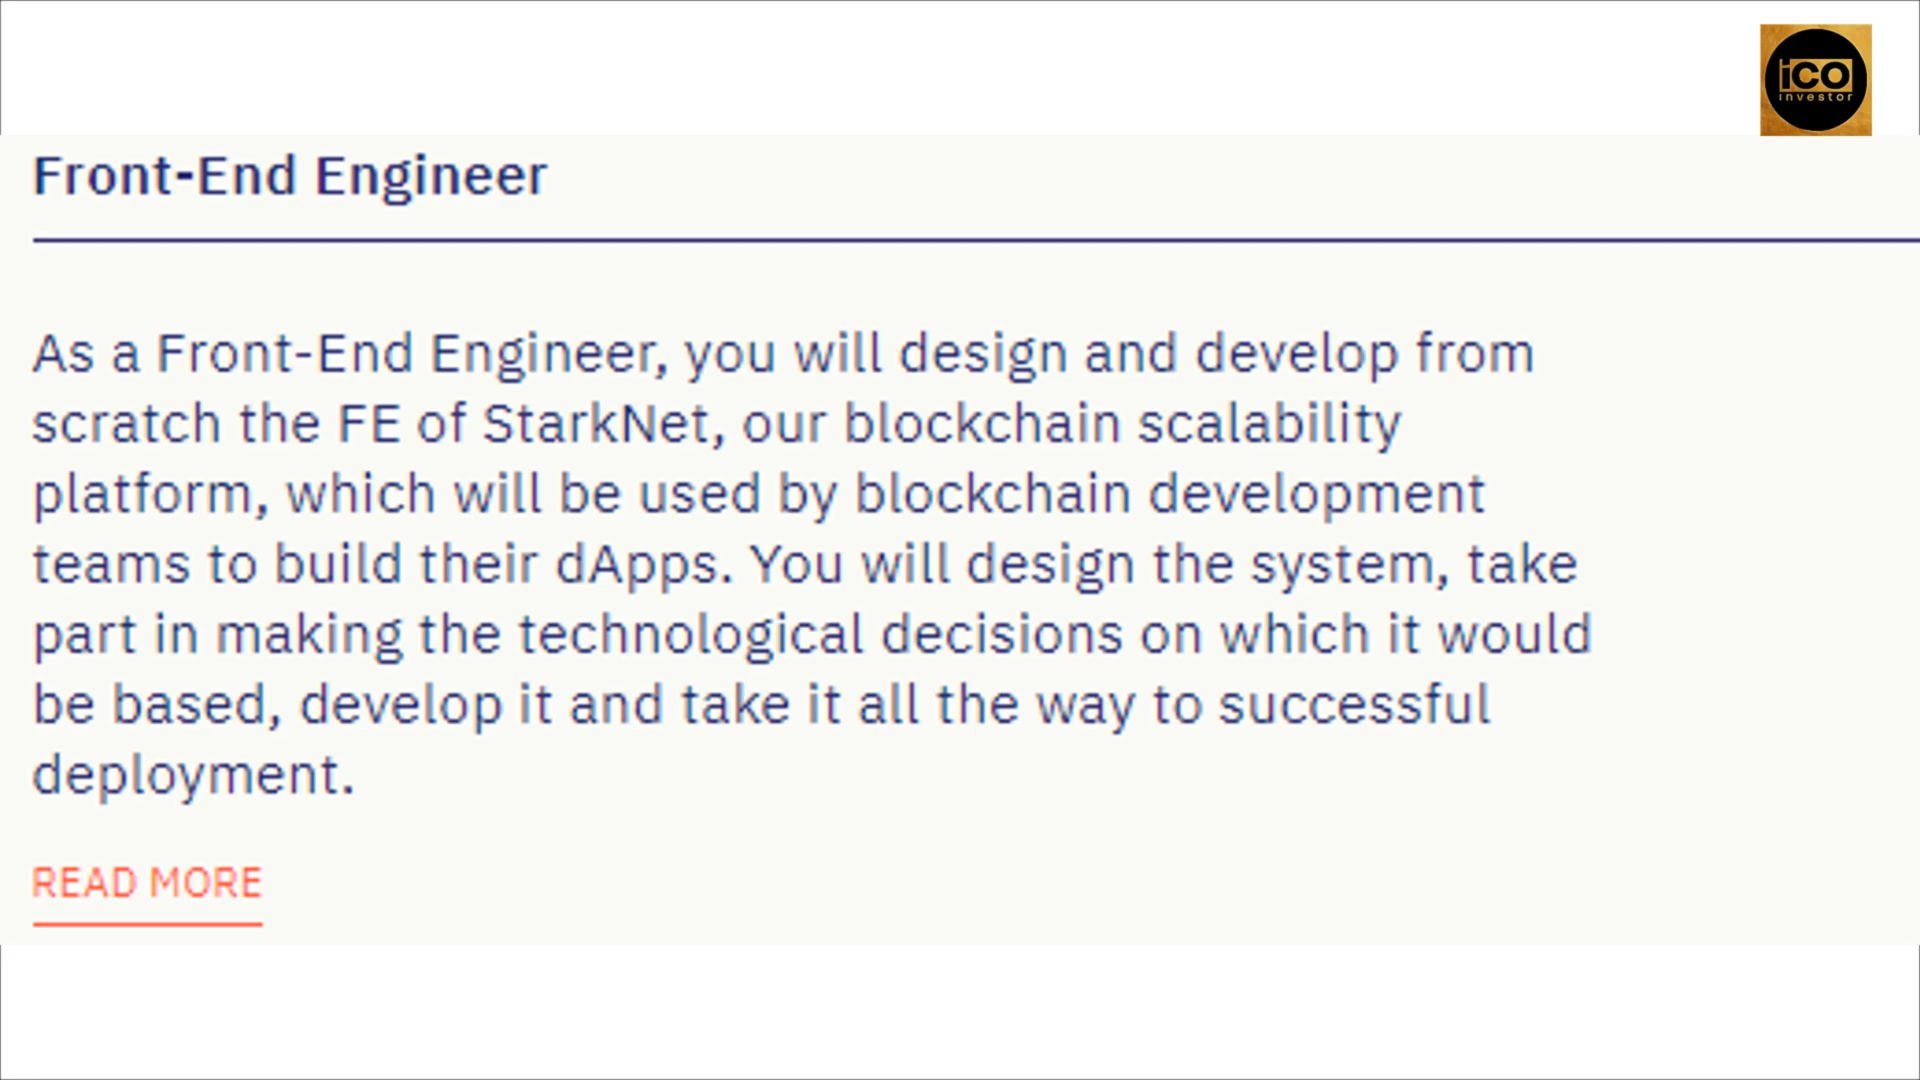 iCO
investor
Front-End Engineer
As a Front-End Engineer, you will design and develop from
scratch the FE of StarkNet, our blockchain scalability
platform, which will be used by blockchain development
teams to build their dApps. You will design the system, take
part in making the technological decisions on which it would
be based, develop it and take it all the way to successful
deployment.
READ MORE